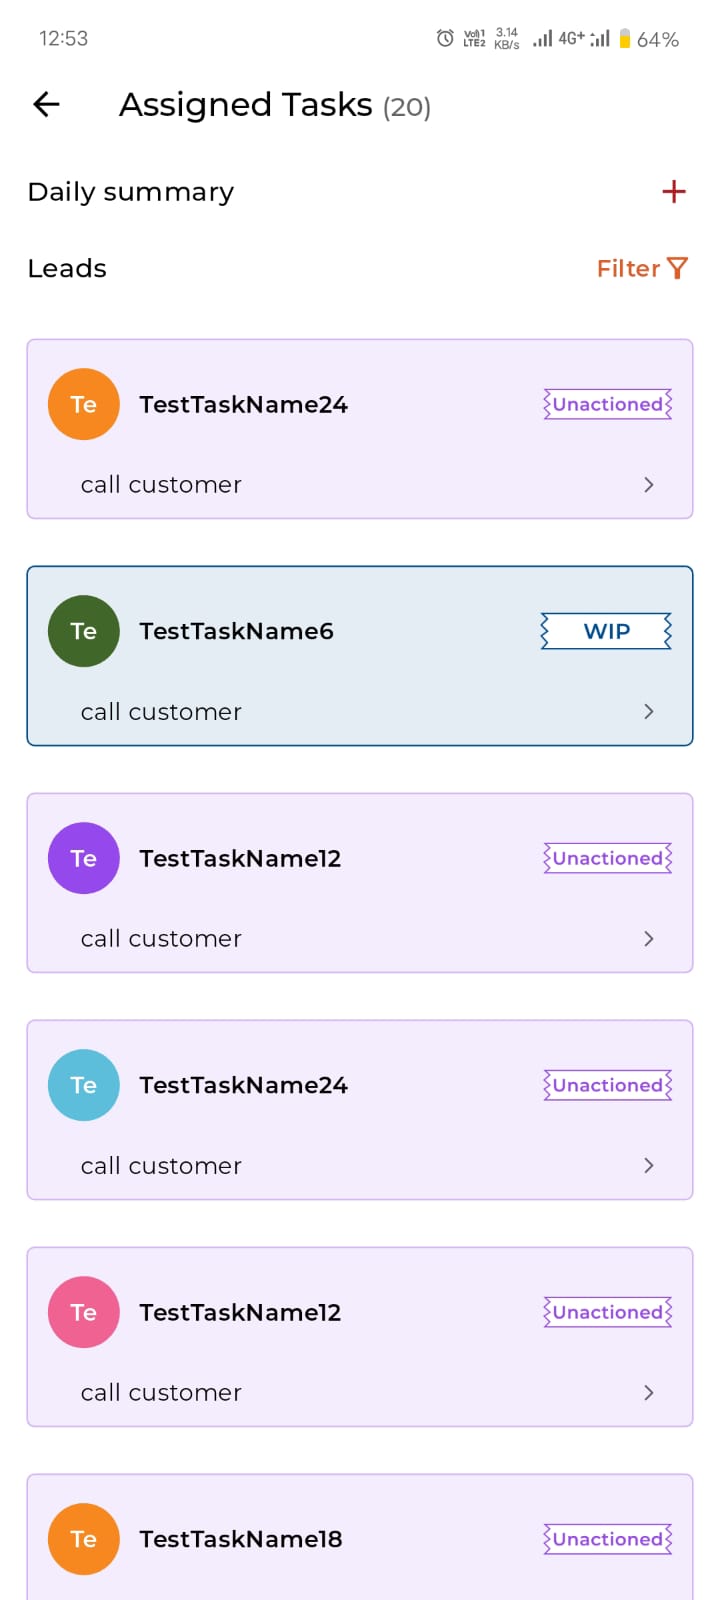 12:53 Vo)) 1 LTE2 3.14 KB/s 4G+ 64%
Assigned Tasks (20)
Daily summary +
Leads Filter
Te TestTaskName24 Unactioned
call customer
Te TestTaskName6 WIP
call customer
Te TestTaskName12 Unactioned
call customer
Te TestTaskName24 Unactioned
call customer
Te TestTaskName12 Unactioned
call customer
Te TestTaskName18 Unactioned